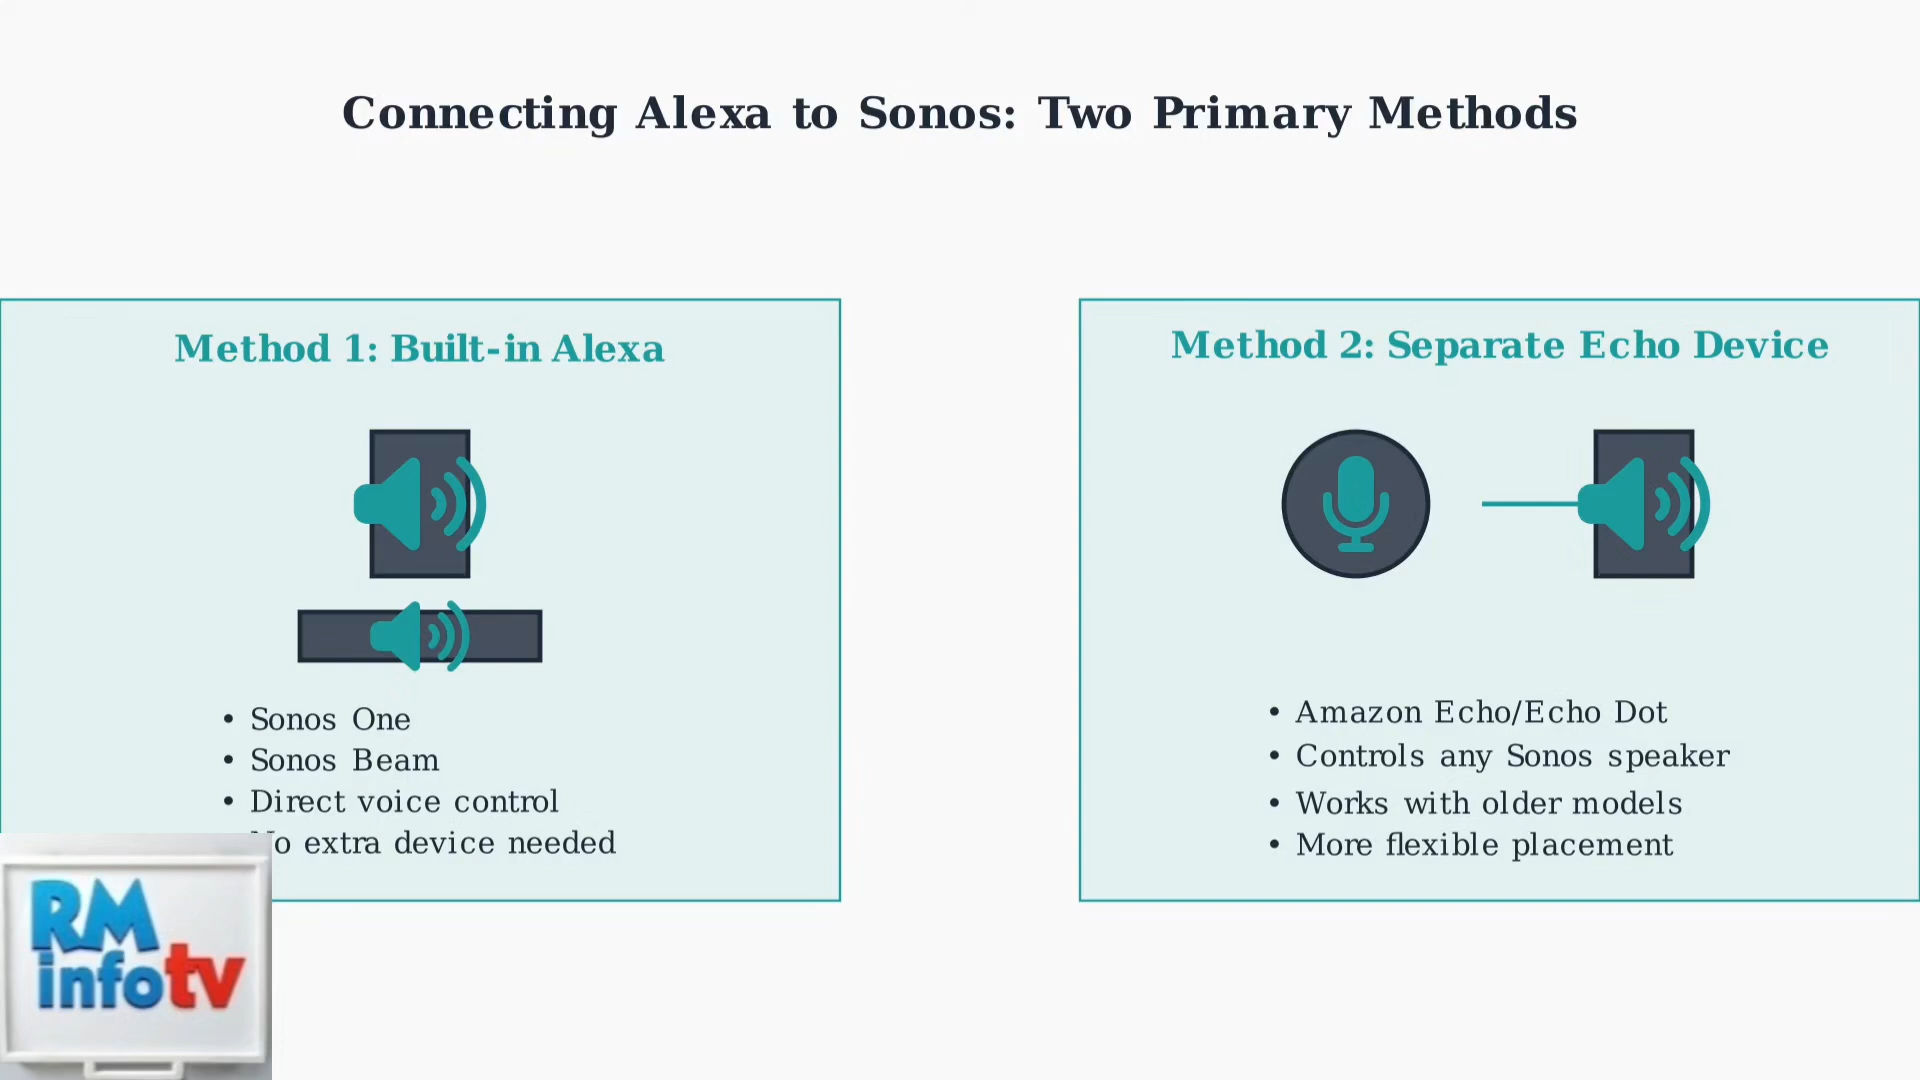 Connecting Alexa to Sonos: Two Primary Methods
Method 1: Built-in Alexa
• Sonos One
• Sonos Beam
• Direct voice control
No extra device needed
Method 2: Separate Echo Device
• Amazon Echo/Echo Dot
• Controls any Sonos speaker
• Works with older models
• More flexible placement
RM
infotv